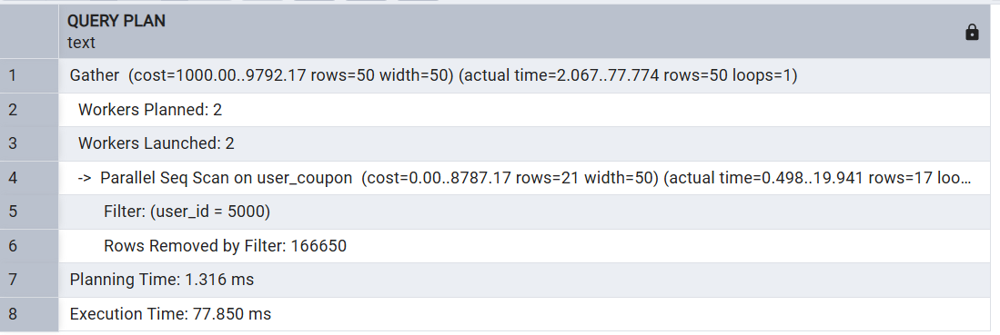 QUERY PLAN
text
1 Gather (cost=1000.00..9792.17 rows=50 width=50) (actual time=2.067..77.774 rows=50 loops=1)
2 Workers Planned: 2
3 Workers Launched: 2
4 -> Parallel Seq Scan on user_coupon (cost=0.00..8787.17 rows=21 width=50) (actual time=0.498..19.941 rows=17 loo...
5 Filter: (user_id = 5000)
6 Rows Removed by Filter: 166650
7 Planning Time: 1.316 ms
8 Execution Time: 77.850 ms